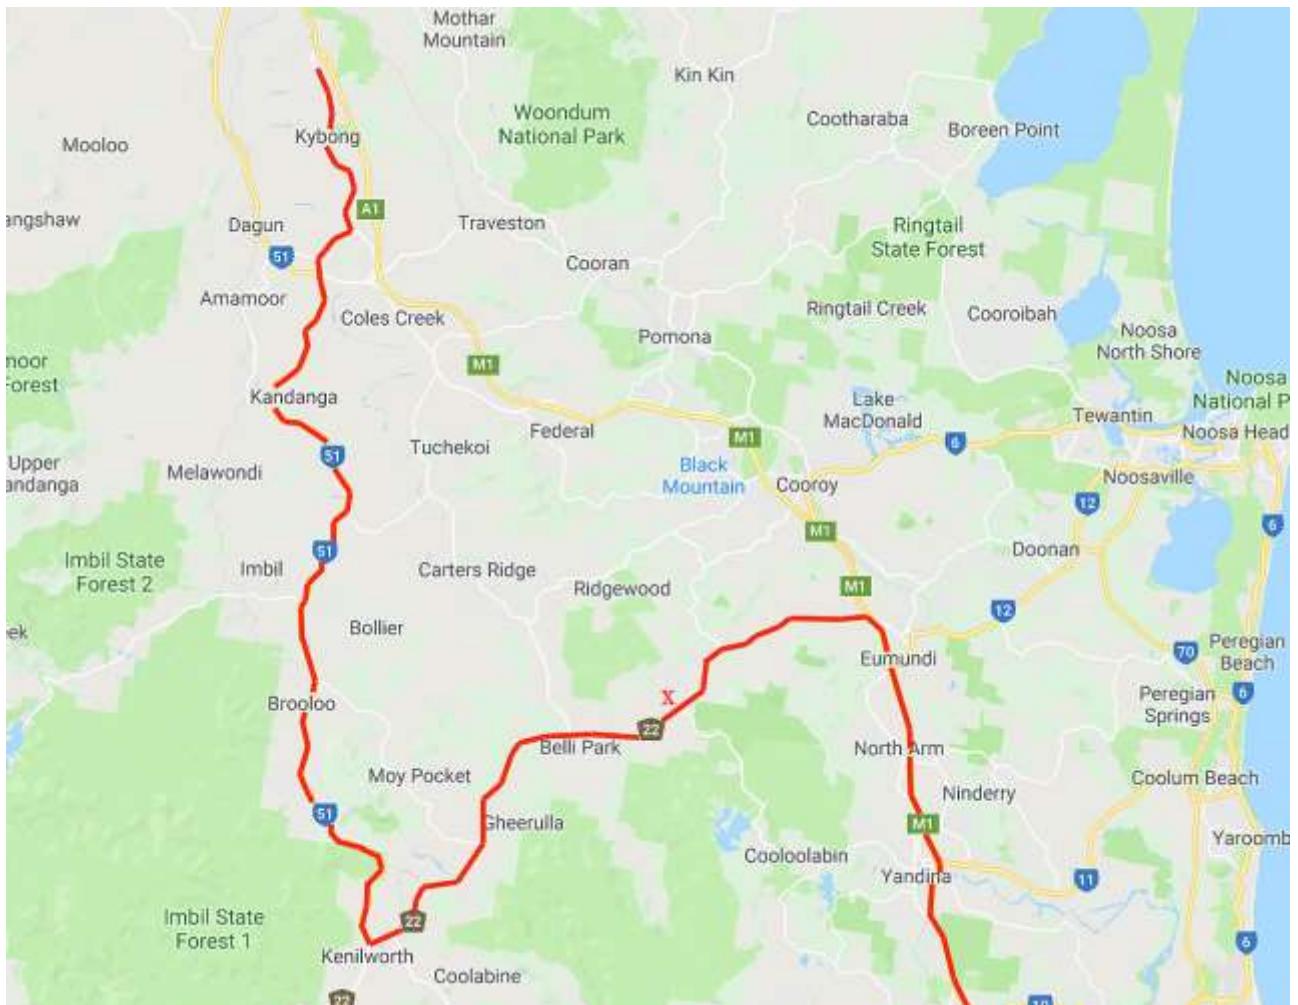 Mothar
Mountain
Kin Kin
Woondum
National Park
Cootharaba
Boreen Point
Kybong
Mooloo
angshaw
Dagun
A1
Traveston
Ringtail
State Forest
51
Cooran
Amamoor
Coles Creek
Ringtail Creek
Cooroibah
Pomona
Noosa
North Shore
moor
Forest
M1
Noosa
National P
Kandanga
Lake
MacDonald
Tewantin
Federal
M1
6
Noosa Head
51
Tuchekoi
Upper
andanga
Melawondi
Black
Mountain
Cooroy
Noosaville
12
6
M1
51
Doonan
Imbil State
Forest 2
Imbil
Carters Ridge
Ridgewood
M1
12
eek
Bollier
Eumundi
70
Peregian
Beach
X
Brooloo
6
Peregian
Springs
22
Belli Park
North Arm
Moy Pocket
Ninderry
Coolum Beach
51
Gheerulla
M1
Yaroomb
Cooloolabin
Yandina
11
Imbil State
Forest 1
22
6
Kenilworth
Coolabine
22
10